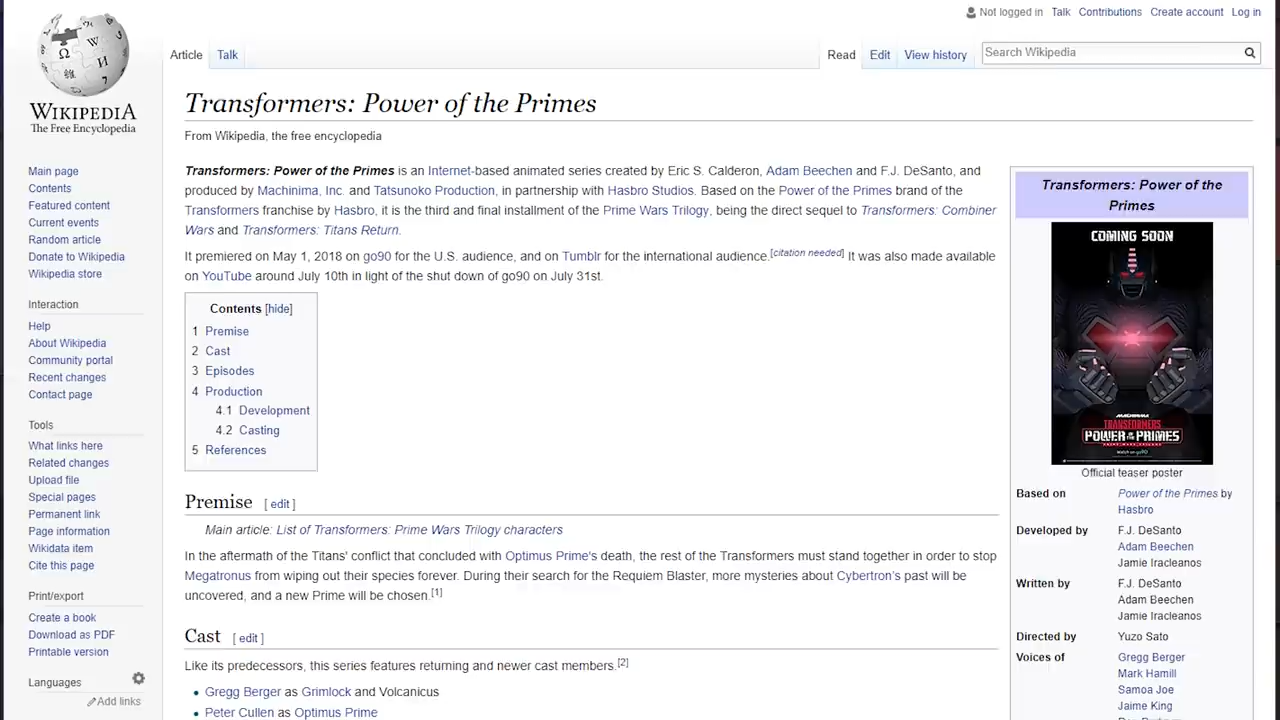 Not logged in Talk Contributions Create account Log in
Article Talk Read Edit View history Search Wikipedia
WIKIPEDIA
The Free Encyclopedia
Main page
Contents
Featured content
Current events
Random article
Donate to Wikipedia
Wikipedia store
Interaction
Help
About Wikipedia
Community portal
Recent changes
Contact page
Tools
What links here
Related changes
Upload file
Special pages
Permanent link
Page information
Wikidata item
Cite this page
Print/export
Create a book
Download as PDF
Printable version
Languages
Add links
Transformers: Power of the Primes
From Wikipedia, the free encyclopedia
Transformers: Power of the Primes is an Internet-based animated series created by Eric S. Calderon, Adam Beechen and F.J. DeSanto, and
produced by Machinima, Inc. and Tatsunoko Production, in partnership with Hasbro Studios. Based on the Power of the Primes brand of the
Transformers franchise by Hasbro, it is the third and final installment of the Prime Wars Trilogy, being the direct sequel to Transformers: Combiner
Wars and Transformers: Titans Return.
It premiered on May 1, 2018 on go90 for the U.S. audience, and on Tumblr for the international audience.[citation needed] It was also made available
on YouTube around July 10th in light of the shut down of go90 on July 31st.
Contents [hide]
1 Premise
2 Cast
3 Episodes
4 Production
4.1 Development
4.2 Casting
5 References
Premise [ edit ]
Main article: List of Transformers: Prime Wars Trilogy characters
In the aftermath of the Titans' conflict that concluded with Optimus Prime's death, the rest of the Transformers must stand together in order to stop
Megatronus from wiping out their species forever. During their search for the Requiem Blaster, more mysteries about Cybertron's past will be
uncovered, and a new Prime will be chosen.[1]
Cast [ edit ]
Like its predecessors, this series features returning and newer cast members.[2]
• Gregg Berger as Grimlock and Volcanicus
• Peter Cullen as Optimus Prime
Transformers: Power of the
Primes
COMING SOON
MACHINIMA
TRANSFORMERS
POWER OF THE PRIMES
PRIME WARS TRILOGY
watch on go90
Official teaser poster
Based on Power of the Primes by
Hasbro
Developed by F.J. DeSanto
Adam Beechen
Jamie Iracleanos
Written by F.J. DeSanto
Adam Beechen
Jamie Iracleanos
Directed by Yuzo Sato
Voices of Gregg Berger
Mark Hamill
Samoa Joe
Jaime King